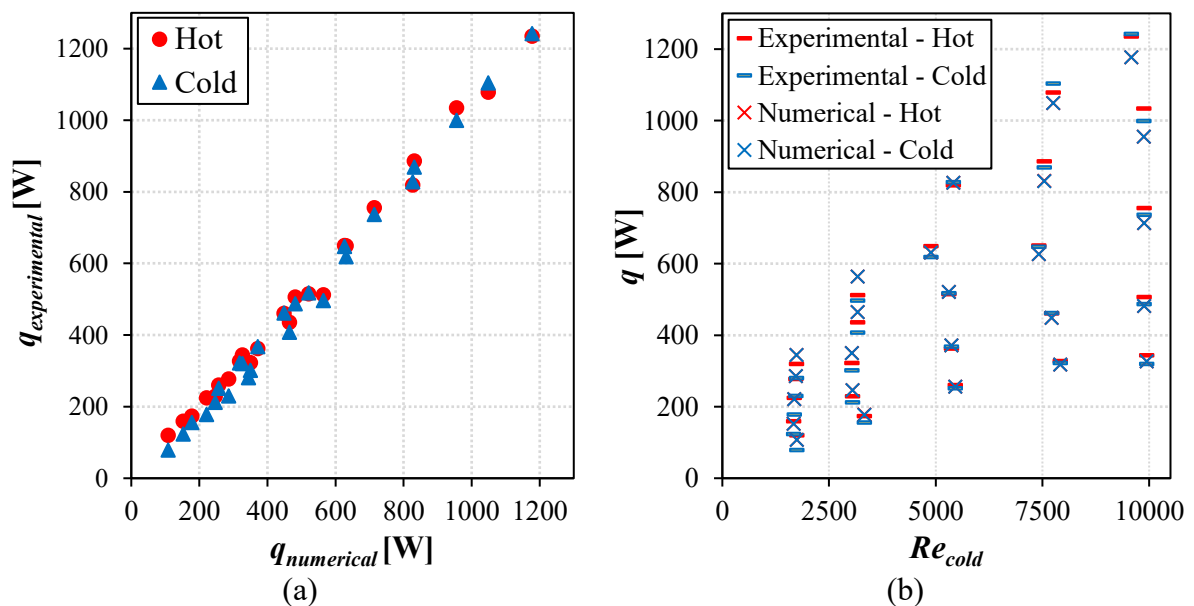 Hot
Cold
q_experimental [W]
1200
1000
800
600
400
200
0
0 200 400 600 800 1000 1200
q_numerical [W]
(a)
Experimental - Hot
Experimental - Cold
Numerical - Hot
Numerical - Cold
q [W]
1200
1000
800
600
400
200
0
0 2500 5000 7500 10000
Re_cold
(b)